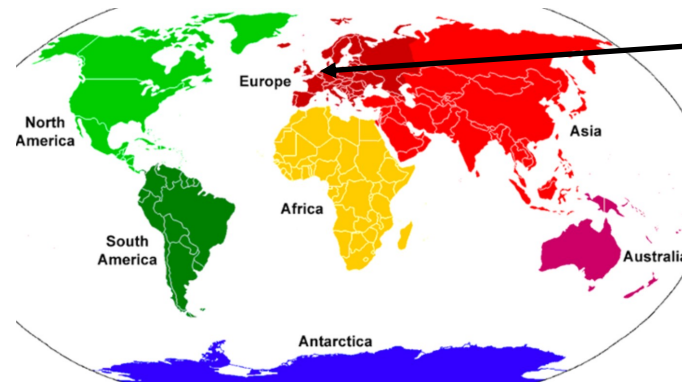 Europe
North
America
Asia
Africa
South
America
Australia
Antarctica